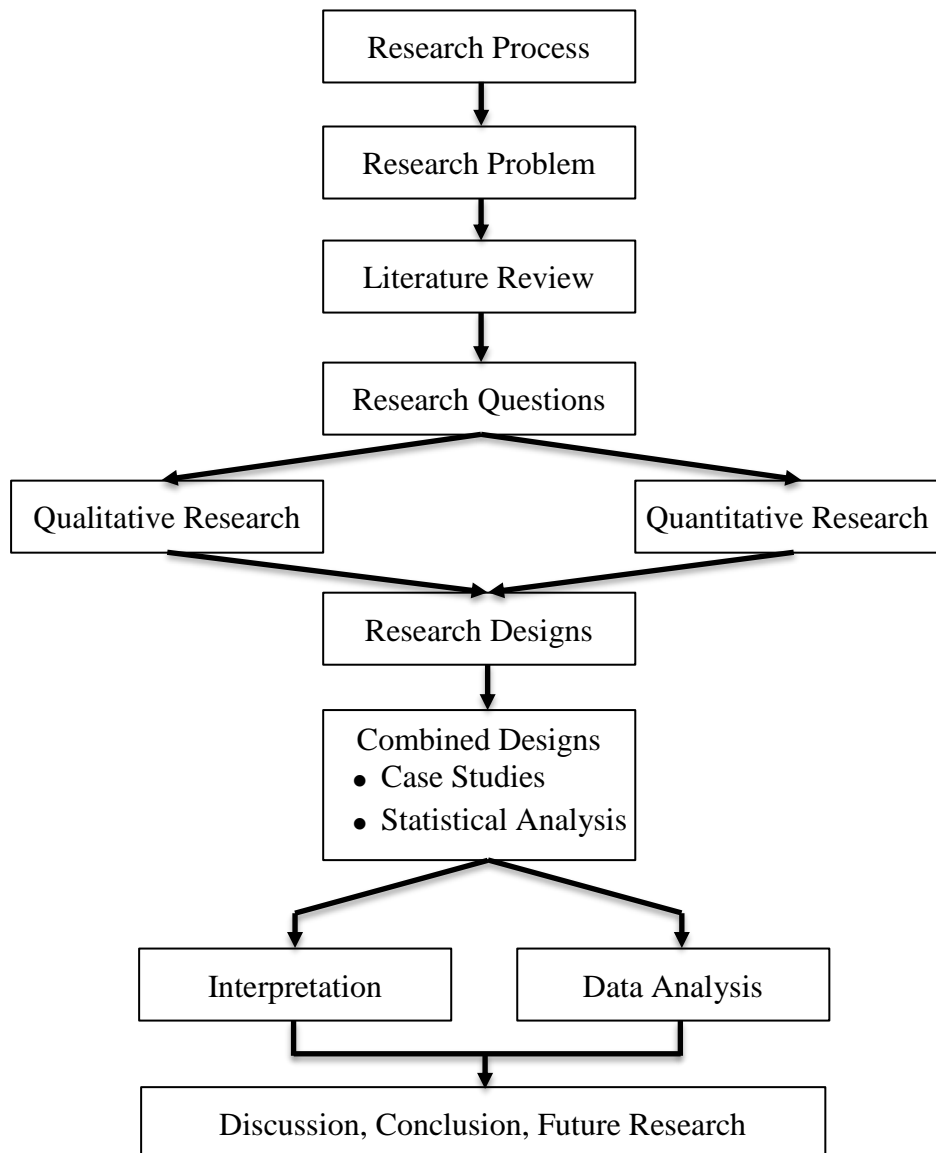 Research Process
Research Problem
Literature Review
Research Questions
Qualitative Research
Quantitative Research
Research Designs
Combined Designs
• Case Studies
• Statistical Analysis
Interpretation
Data Analysis
Discussion, Conclusion, Future Research